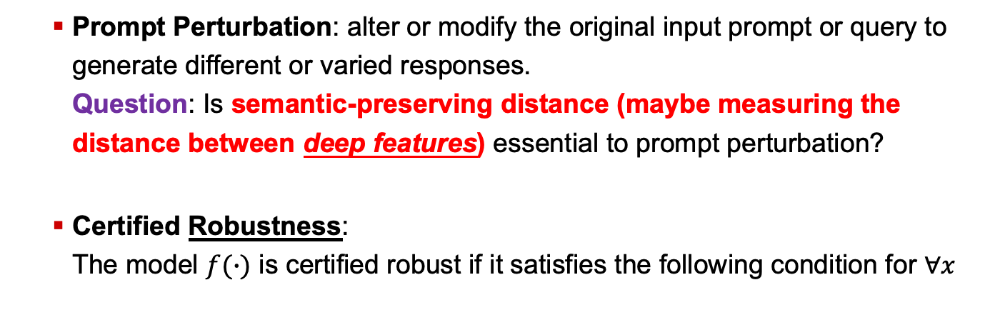 ▪ Prompt Perturbation: alter or modify the original input prompt or query to
generate different or varied responses.
Question: Is semantic-preserving distance (maybe measuring the
distance between deep features) essential to prompt perturbation?
▪ Certified Robustness:
The model f(·) is certified robust if it satisfies the following condition for ∀x